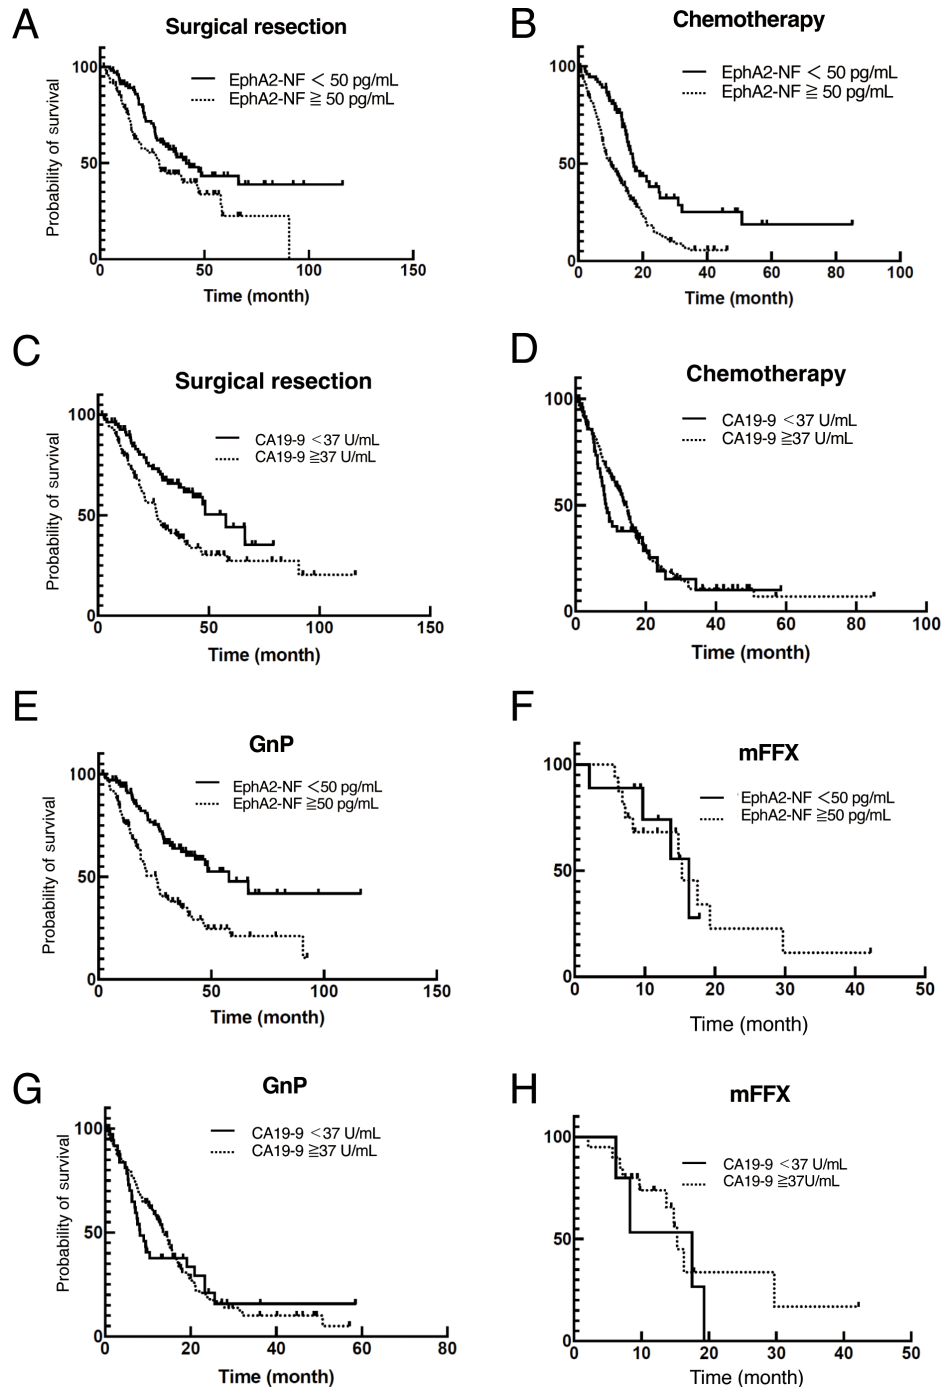 A
Surgical resection
Probability of survival
100
50
0
EphA2-NF < 50 pg/mL
EphA2-NF ≧ 50 pg/mL
0 50 100 150
Time (month)
B
Chemotherapy
100
50
0
EphA2-NF < 50 pg/mL
EphA2-NF ≧ 50 pg/mL
0 20 40 60 80 100
Time (month)
C
Surgical resection
Probability of survival
100
50
0
CA19-9 <37 U/mL
CA19-9 ≧37 U/mL
0 50 100 150
Time (month)
D
Chemotherapy
100
50
0
CA19-9 <37 U/mL
CA19-9 ≧37 U/mL
0 20 40 60 80 100
Time (month)
E
GnP
Probability of survival
100
50
0
EphA2-NF <50 pg/mL
EphA2-NF ≧50 pg/mL
0 50 100 150
Time (month)
F
mFFX
100
50
0
EphA2-NF <50 pg/mL
EphA2-NF ≧50 pg/mL
0 10 20 30 40 50
Time (month)
G
GnP
Probability of survival
100
50
0
CA19-9 <37 U/mL
CA19-9 ≧37 U/mL
0 20 40 60 80
Time (month)
H
mFFX
100
50
0
CA19-9 <37 U/mL
CA19-9 ≧37U/mL
0 10 20 30 40 50
Time (month)